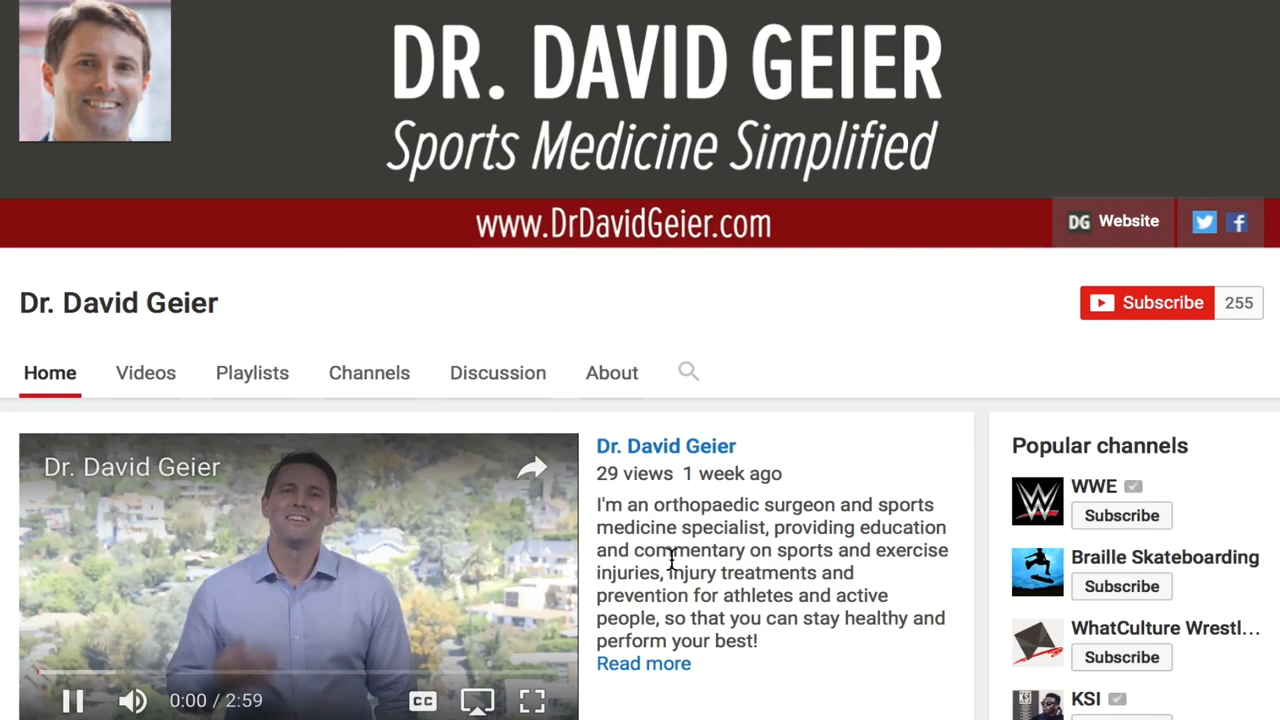 DR. DAVID GEIER
Sports Medicine Simplified
www.DrDavidGeier.com
DG Website
Dr. David Geier
Subscribe 255
Home Videos Playlists Channels Discussion About
Dr. David Geier
0:00 / 2:59
CC
Dr. David Geier
29 views 1 week ago
I'm an orthopaedic surgeon and sports
medicine specialist, providing education
and commentary on sports and exercise
injuries, injury treatments and
prevention for athletes and active
people, so that you can stay healthy and
perform your best!
Read more
Popular channels
W
WWE
Subscribe
Braille Skateboarding
Subscribe
WhatCulture Wrestl...
Subscribe
KSI
KSI